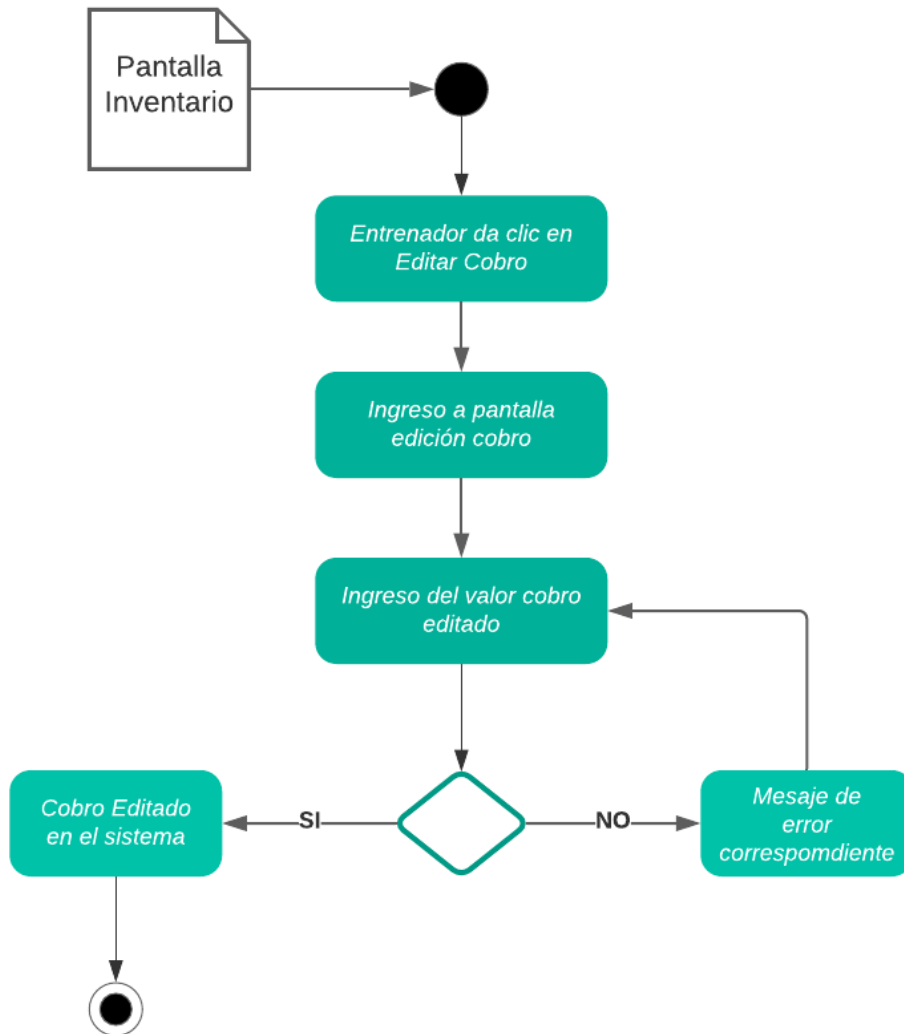 Pantalla
Inventario
Entrenador da clic en
Editar Cobro
Ingreso a pantalla
edición cobro
Ingreso del valor cobro
editado
Cobro Editado
en el sistema
SI
NO
Mesaje de
error
correspomdiente